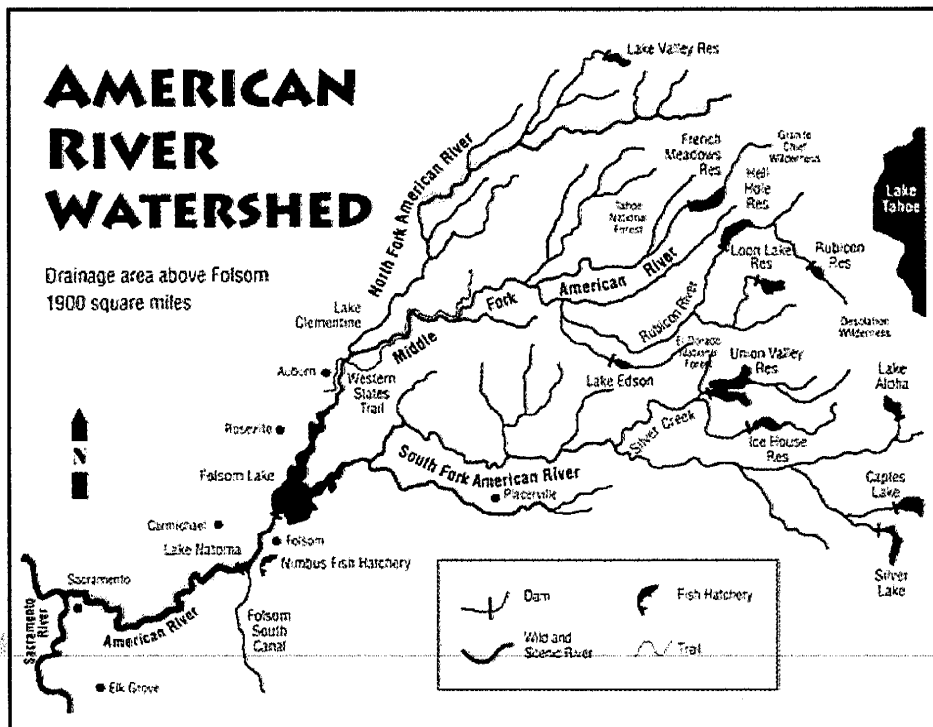 AMERICAN
RIVER
WATERSHED
Drainage area above Folsom
1900 square miles
Lake Valley Res
North Fork American River
French
Meadows
Res
Granite
Chief
Wilderness
Hell
Hole
Res
Lake
Tahoe
Tahoe
National
Forest
Loon Lake
Res
Rubicon
Res
Lake
Clementine
Middle Fork American River
Rubicon River
Desolation
Wilderness
El Dorado
National
Forest
Union Valley
Res
Auburn
Western
States
Trail
Lake Edson
Lake
Aloha
Roseville
Silver Creek
Ice House
Res
N
Folsom Lake
South Fork American River
Placerville
Caples
Lake
Carmichael
Folsom
Lake Natoma
Nimbus Fish Hatchery
Silver
Lake
Sacramento
Sacramento
River
American River
Folsom
South
Canal
Elk Grove
Dam
Fish Hatchery
Wild and
Scenic River
Trail